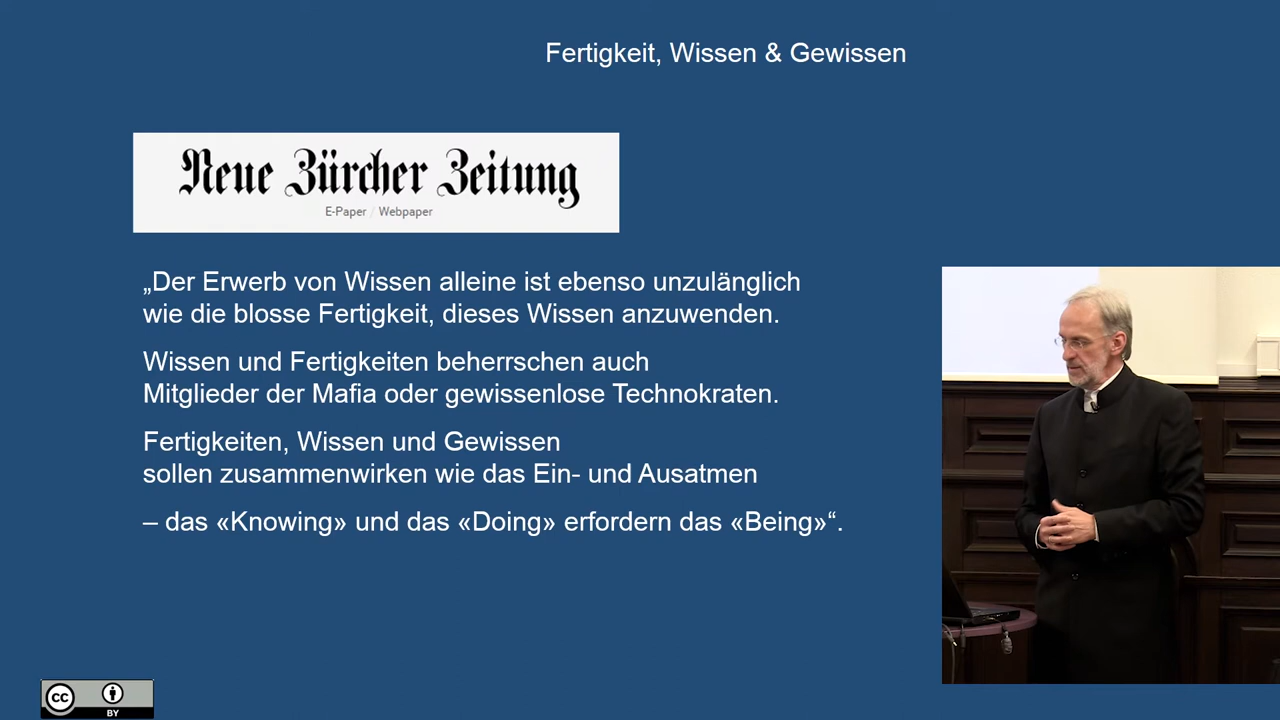 Fertigkeit, Wissen & Gewissen
Neue Zürcher Zeitung
E-Paper / Webpaper
„Der Erwerb von Wissen alleine ist ebenso unzulänglich
wie die blosse Fertigkeit, dieses Wissen anzuwenden.
Wissen und Fertigkeiten beherrschen auch
Mitglieder der Mafia oder gewissenlose Technokraten.
Fertigkeiten, Wissen und Gewissen
sollen zusammenwirken wie das Ein- und Ausatmen
– das «Knowing» und das «Doing» erfordern das «Being»“.
CC
BY